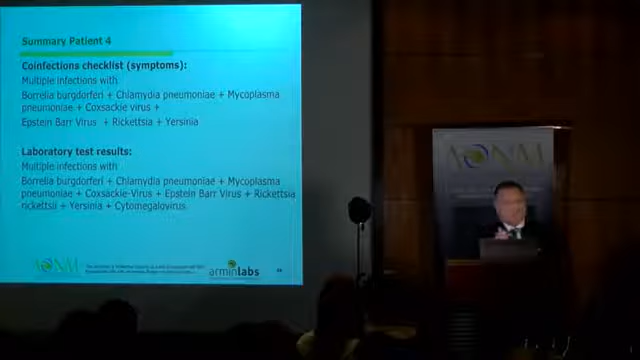 Summary Patient 4
Coinfections checklist (symptoms):
Multiple infections with
Borrelia burgdorferi + Chlamydia pneumoniae + Mycoplasma
pneumoniae + Coxsackie virus +
Epstein Barr Virus + Rickettsia + Yersinia
Laboratory test results:
Multiple infections with
Borrelia burgdorferi + Chlamydia pneumoniae + Mycoplasma
pneumoniae + Coxsackie-Virus + Epstein Barr Virus + Rickettsia
rickettsii + Yersinia + Cytomegalovirus
AONM
arminlabs
AONM